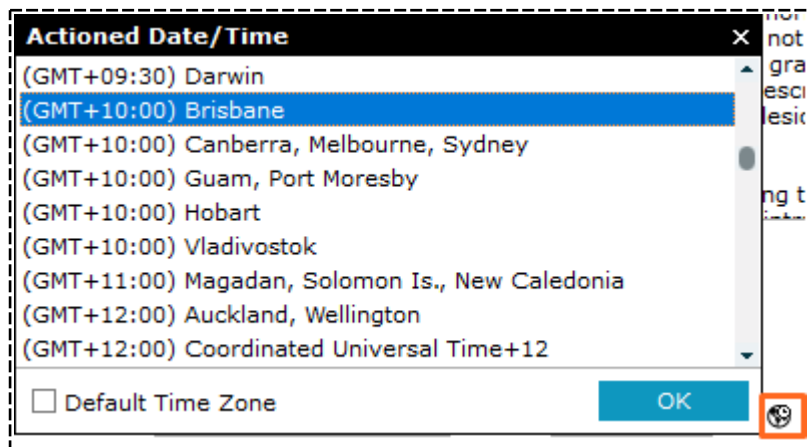 Actioned Date/Time
not
(GMT+09:30) Darwin
gra
(GMT+10:00) Brisbane
(GMT+10:00) Canberra, Melbourne, Sydney
(GMT+10:00) Guam, Port Moresby
ng t
(GMT+10:00) Hobart
(GMT+10:00) Vladivostok
(GMT+11:00) Magadan, Solomon Is., New Caledonia
(GMT+12:00) Auckland, Wellington
(GMT+12:00) Coordinated Universal Time+12
Default Time Zone
OK